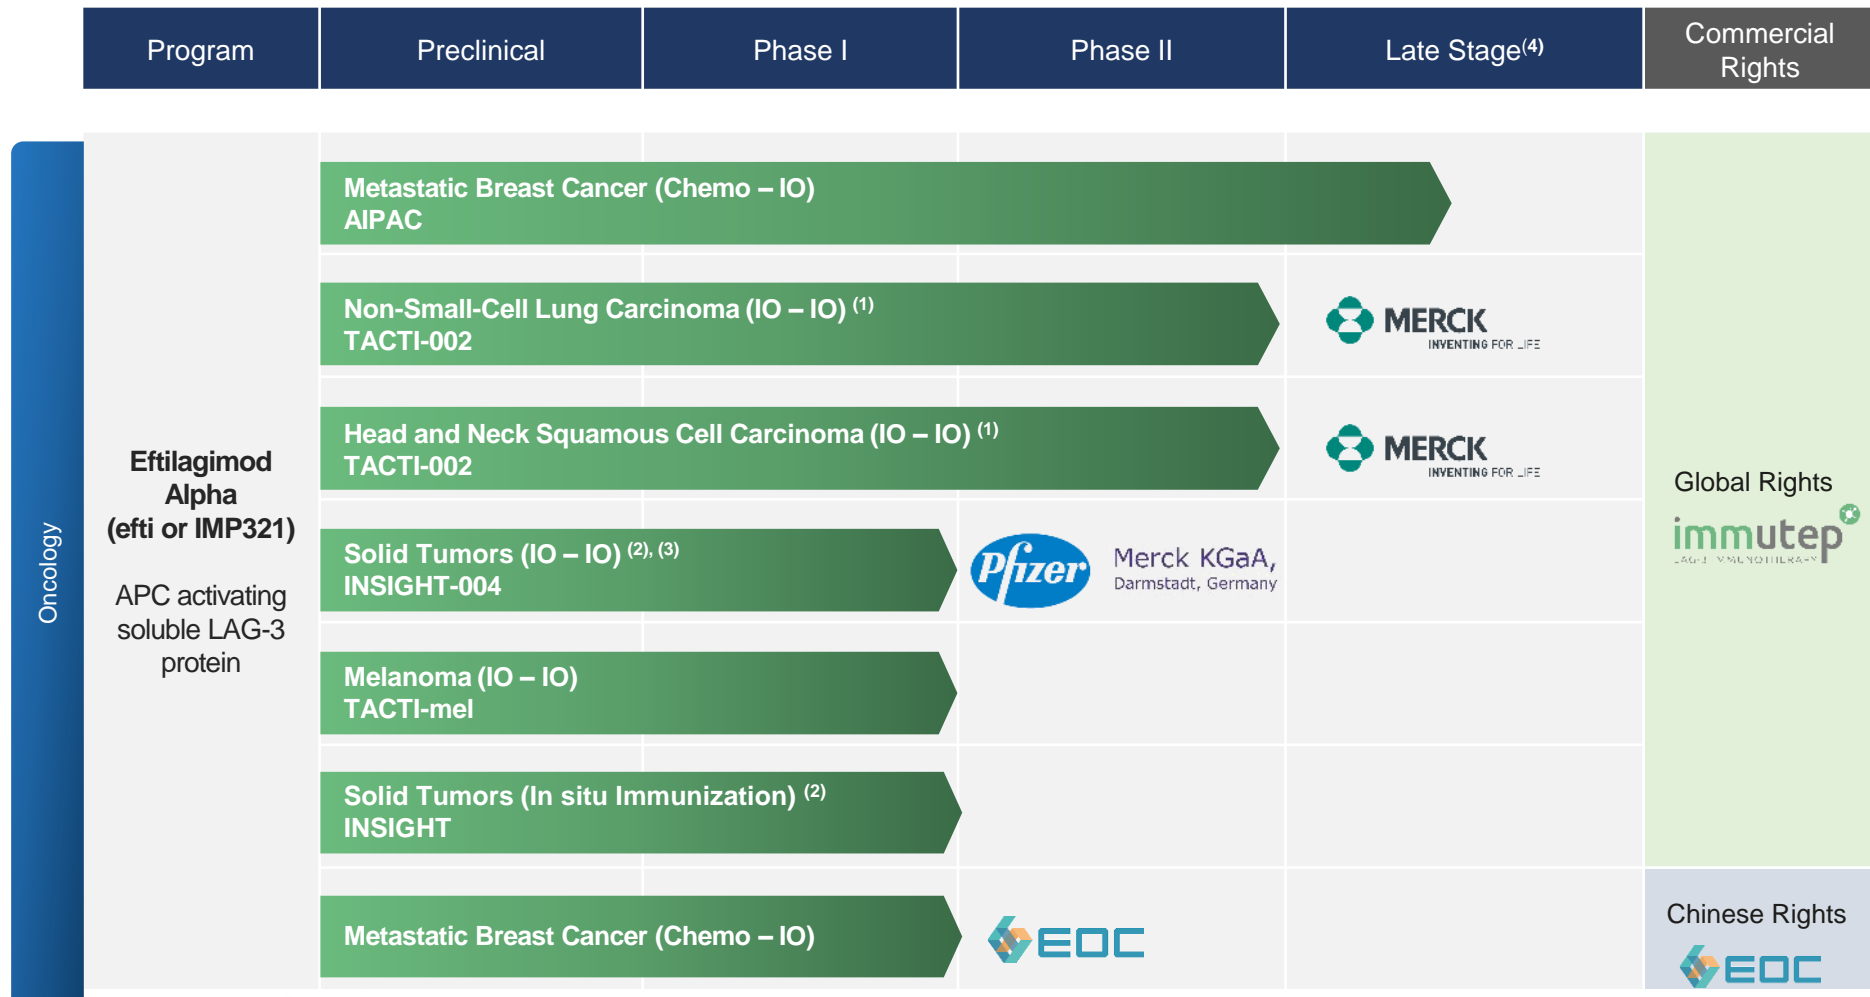 Program
Preclinical
Phase I
Phase II
Late Stage(4)
Commercial
Rights
Oncology
Eftilagimod
Alpha
(efti or IMP321)
APC activating
soluble LAG-3
protein
Metastatic Breast Cancer (Chemo – IO)
AIPAC
Non-Small-Cell Lung Carcinoma (IO – IO) (1)
TACTI-002
MERCK
INVENTING FOR LIFE
Head and Neck Squamous Cell Carcinoma (IO – IO) (1)
TACTI-002
MERCK
INVENTING FOR LIFE
Solid Tumors (IO – IO) (2), (3)
INSIGHT-004
Pfizer
Merck KGaA,
Darmstadt, Germany
Melanoma (IO – IO)
TACTI-mel
Solid Tumors (In situ Immunization) (2)
INSIGHT
Metastatic Breast Cancer (Chemo – IO)
EOC
Global Rights
immutep
LAG-3 IMMUNOTHERAPY
Chinese Rights
EOC